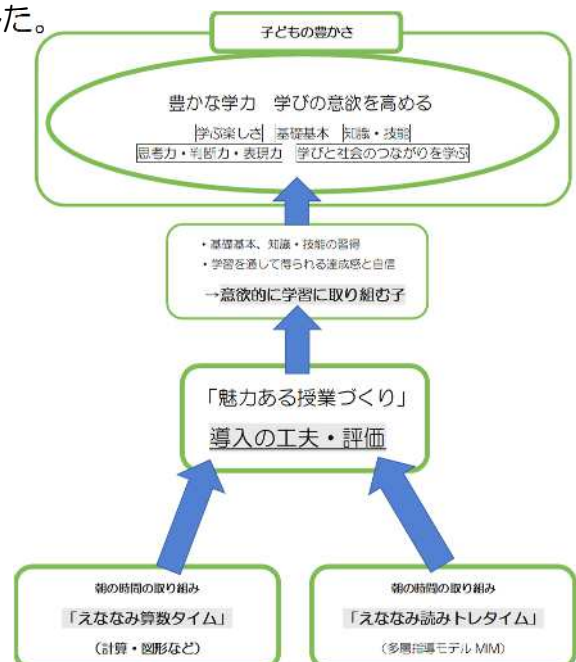 た。
子どもの豊かさ
豊かな学力 学びの意欲を高める
学ぶ楽しさ 基礎基本 知識・技能
思考力・判断力・表現力 学びと社会のつながりを学ぶ
・基礎基本、知識・技能の習得
・学習を通して得られる達成感と自信
→意欲的に学習に取り組む子
「魅力ある授業づくり」
導入の工夫・評価
朝の時間の取り組み
「えななみ算数タイム」
(計算・図形など)
朝の時間の取り組み
「えななみ読みトレタイム」
(多層指導モデル MIM)